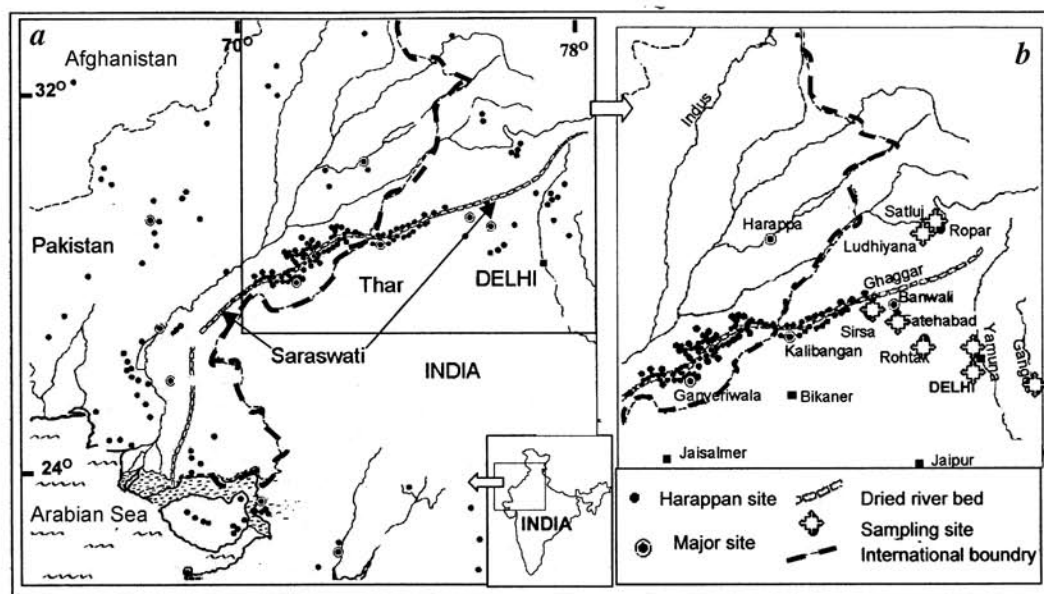 a
70°
78°
Afghanistan
32°
Pakistan
Thar
DELHI
Saraswati
INDIA
24°
Arabian Sea
INDIA
b
Indus
Satluj
Harappa
Ropar
Ludhiyana
Ghaggar
Banwali
Satehabad
Sirsa
Kalibangan
Rohtak
Yamuna
Ganga
DELHI
Ganveriwala
Bikaner
Jaisalmer
Jaipur
Harappan site
Dried river bed
Sampling site
Major site
International boundry